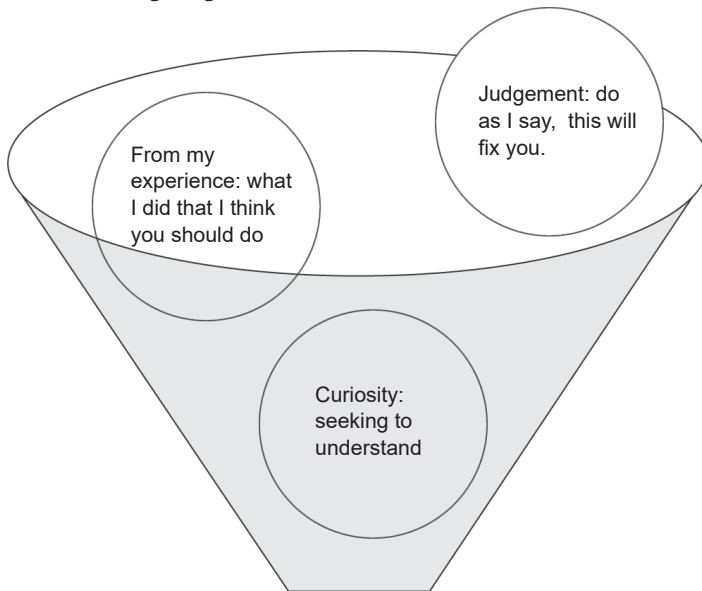 Judgement: do
as I say, this will
fix you.
From my
experience: what
I did that I think
you should do
Curiosity:
seeking to
understand